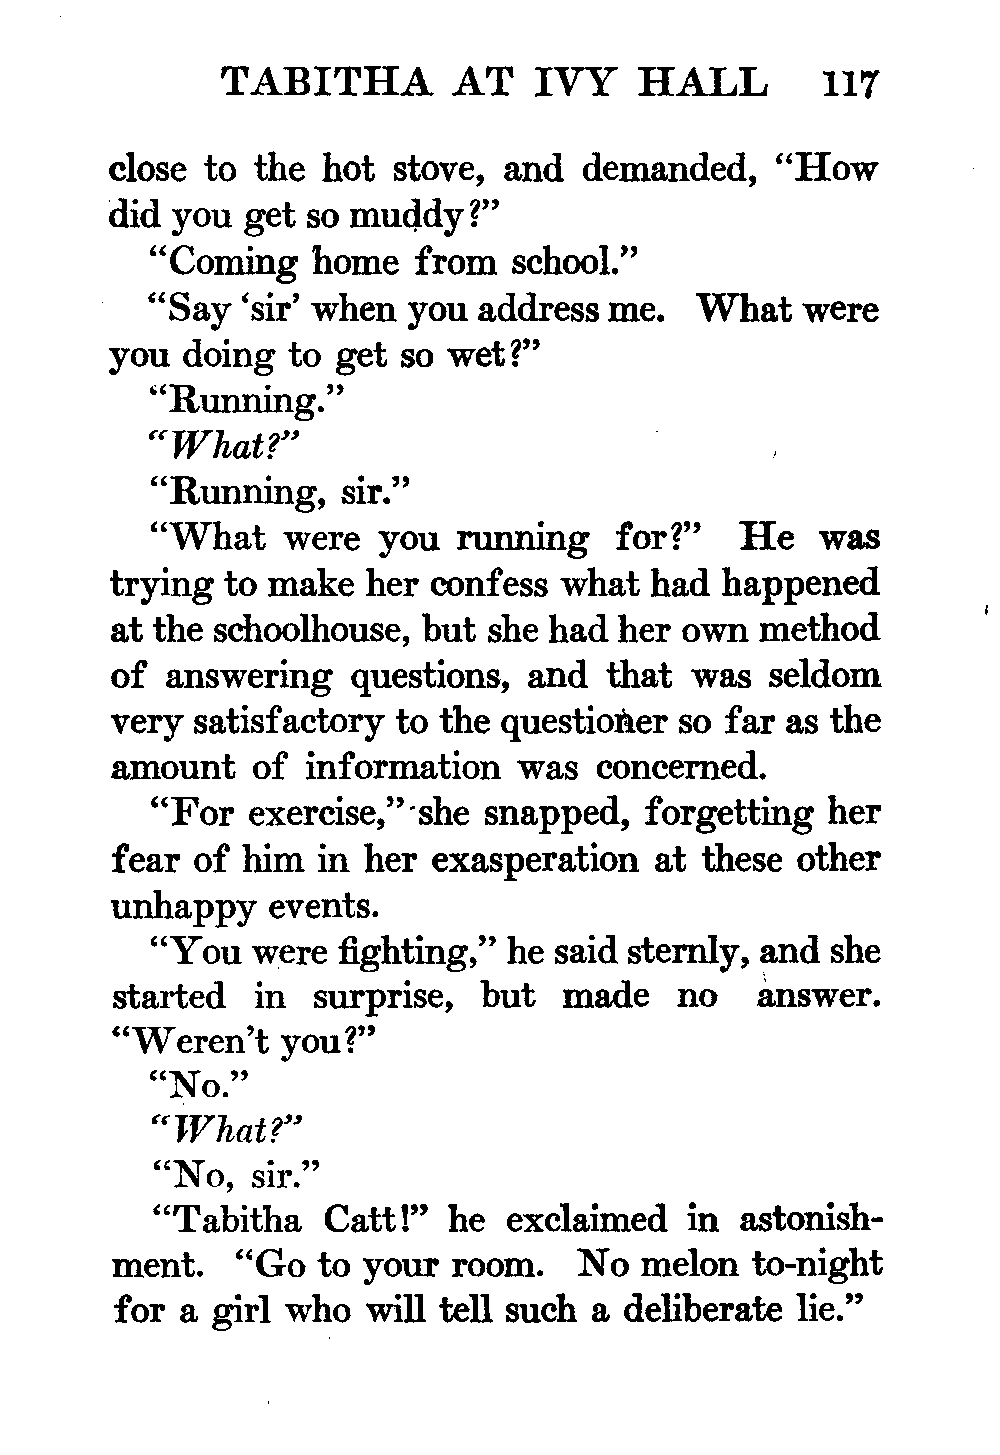 TABITHA AT IVY HALL 117
close to the hot stove, and demanded, “How
did you get so muddy?”
“Coming home from school.”
“Say ‘sir’ when you address me. What were
you doing to get so wet?”
“Running.”
“What?”
“Running, sir.”
“What were you running for?” He was
trying to make her confess what had happened
at the schoolhouse, but she had her own method
of answering questions, and that was seldom
very satisfactory to the questioner so far as the
amount of information was concerned.
“For exercise,” she snapped, forgetting her
fear of him in her exasperation at these other
unhappy events.
“You were fighting,” he said sternly, and she
started in surprise, but made no answer.
“Weren’t you?”
“No.”
“What?”
“No, sir.”
“Tabitha Catt!” he exclaimed in astonish-
ment. “Go to your room. No melon to-night
for a girl who will tell such a deliberate lie.”